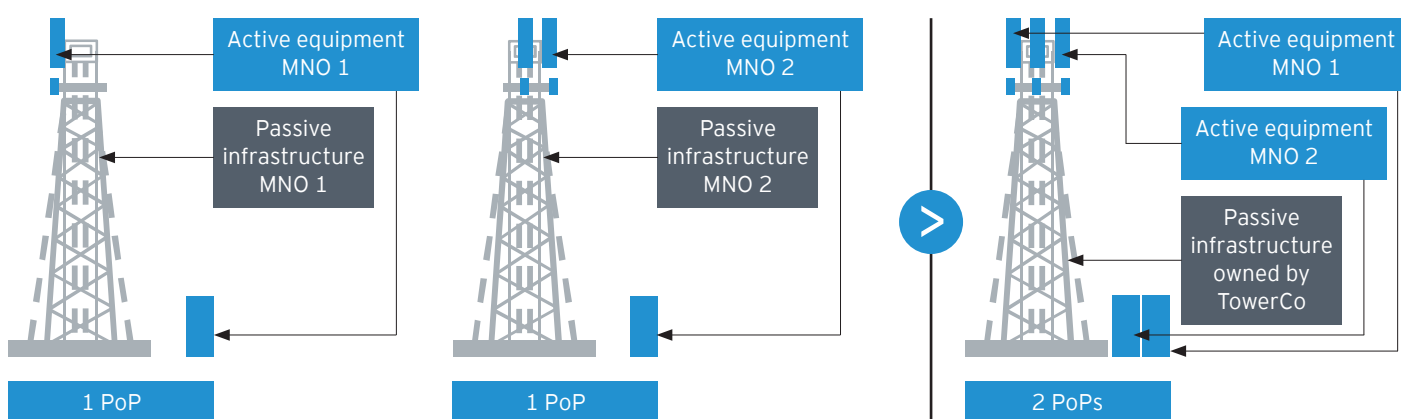 Active equipment
MNO 1
Passive
infrastructure
MNO 1
1 PoP
Active equipment
MNO 2
Passive
infrastructure
MNO 2
1 PoP
>
Active equipment
MNO 1
Active equipment
MNO 2
Passive
infrastructure
owned by
TowerCo
2 PoPs